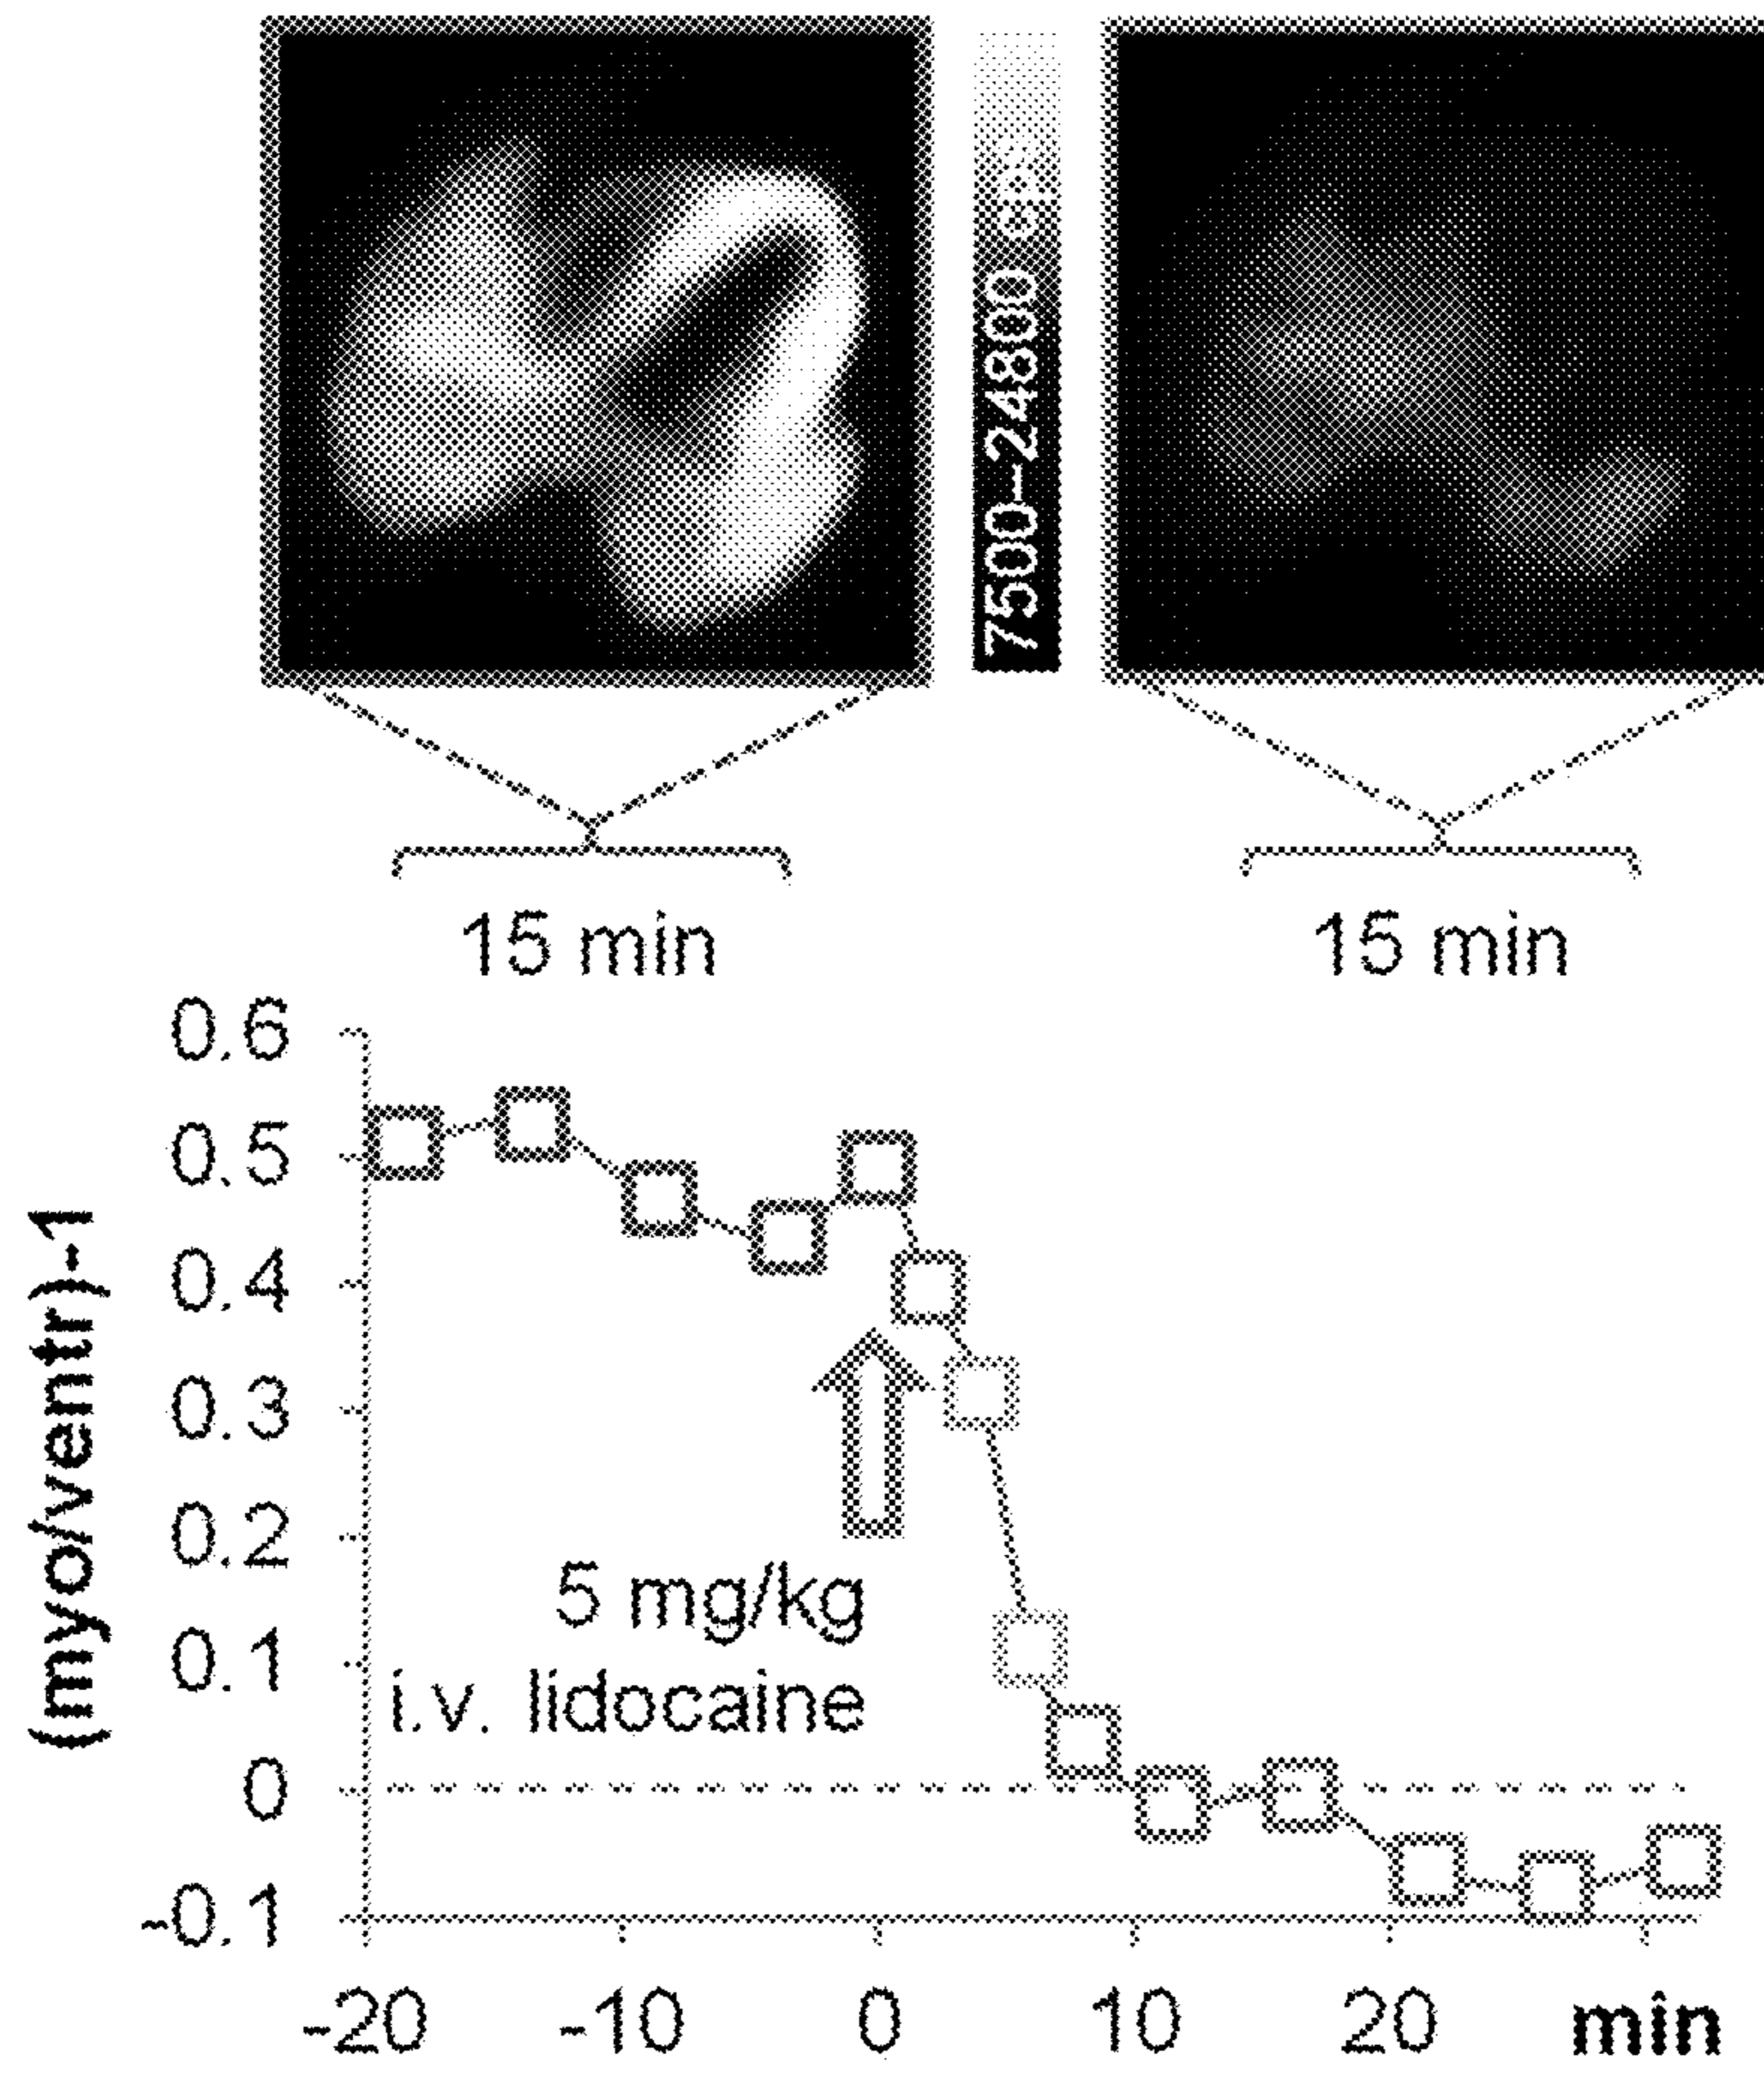 7500–24800 cps
15 min
15 min
0.6
0.5
0.4
0.3
0.2
0.1
0
-0.1
(myo/ventr)-1
5 mg/kg
i.v. lidocaine
-20
-10
0
10
20
min